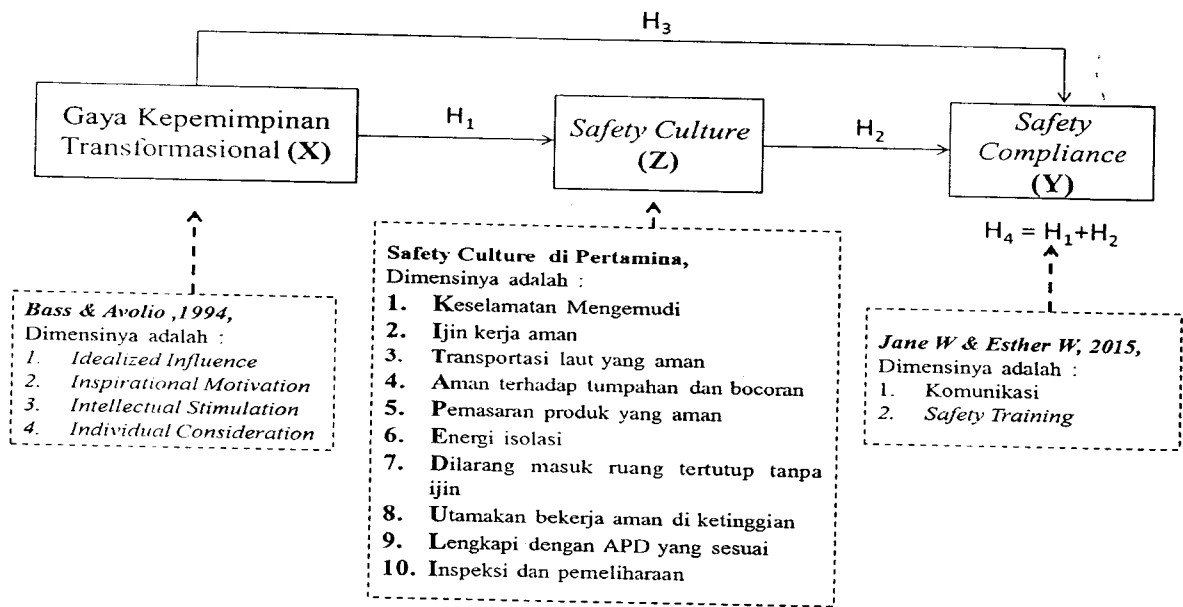 H₃
Gaya Kepemimpinan
Transformasional (X)
H₁
Safety Culture
(Z)
H₂
Safety
Compliance
(Y)
H₄ = H₁+H₂
Bass & Avolio ,1994,
Dimensinya adalah :
1. Idealized Influence
2. Inspirational Motivation
3. Intellectual Stimulation
4. Individual Consideration
Safety Culture di Pertamina,
Dimensinya adalah :
1. Keselamatan Mengemudi
2. Ijin kerja aman
3. Transportasi laut yang aman
4. Aman terhadap tumpahan dan bocoran
5. Pemasaran produk yang aman
6. Energi isolasi
7. Dilarang masuk ruang tertutup tanpa
ijin
8. Utamakan bekerja aman di ketinggian
9. Lengkapi dengan APD yang sesuai
10. Inspeksi dan pemeliharaan
Jane W & Esther W, 2015,
Dimensinya adalah :
1. Komunikasi
2. Safety Training